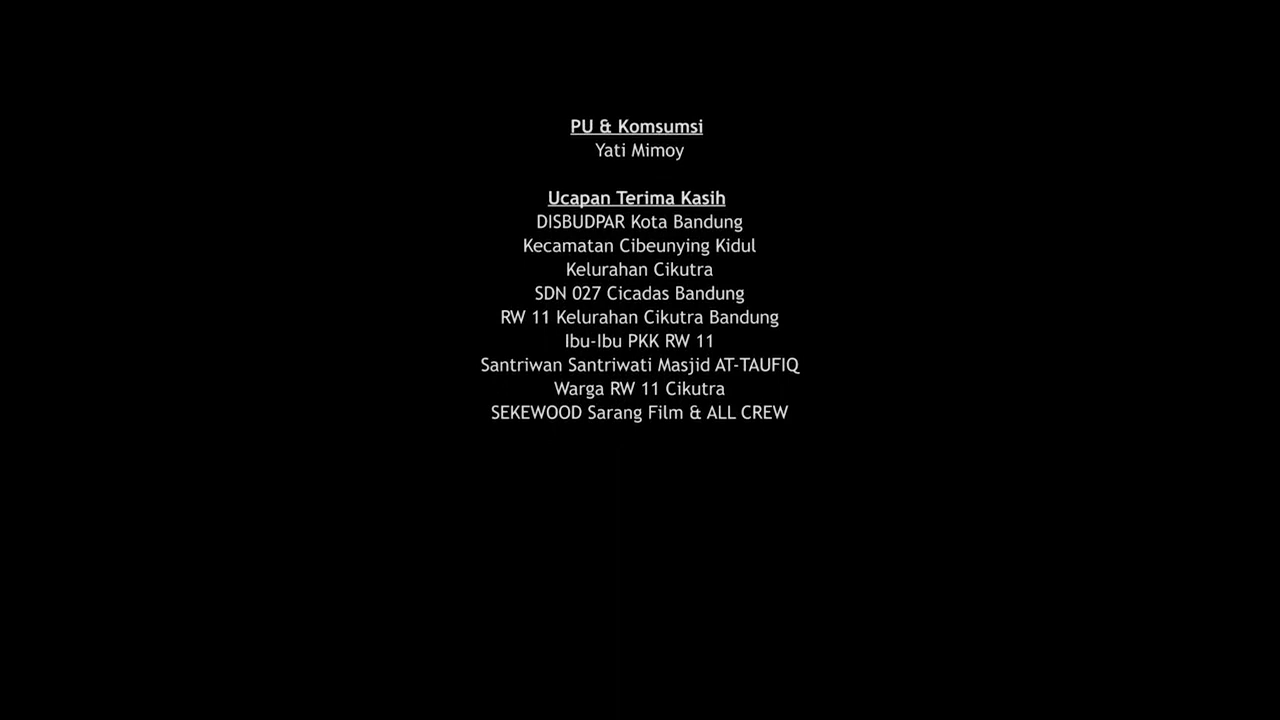 PU & Komsumsi
Yati Mimoy
Ucapan Terima Kasih
DISBUDPAR Kota Bandung
Kecamatan Cibeunying Kidul
Kelurahan Cikutra
SDN 027 Cicadas Bandung
RW 11 Kelurahan Cikutra Bandung
Ibu-Ibu PKK RW 11
Santriwan Santriwati Masjid AT-TAUFIQ
Warga RW 11 Cikutra
SEKEWOOD Sarang Film & ALL CREW